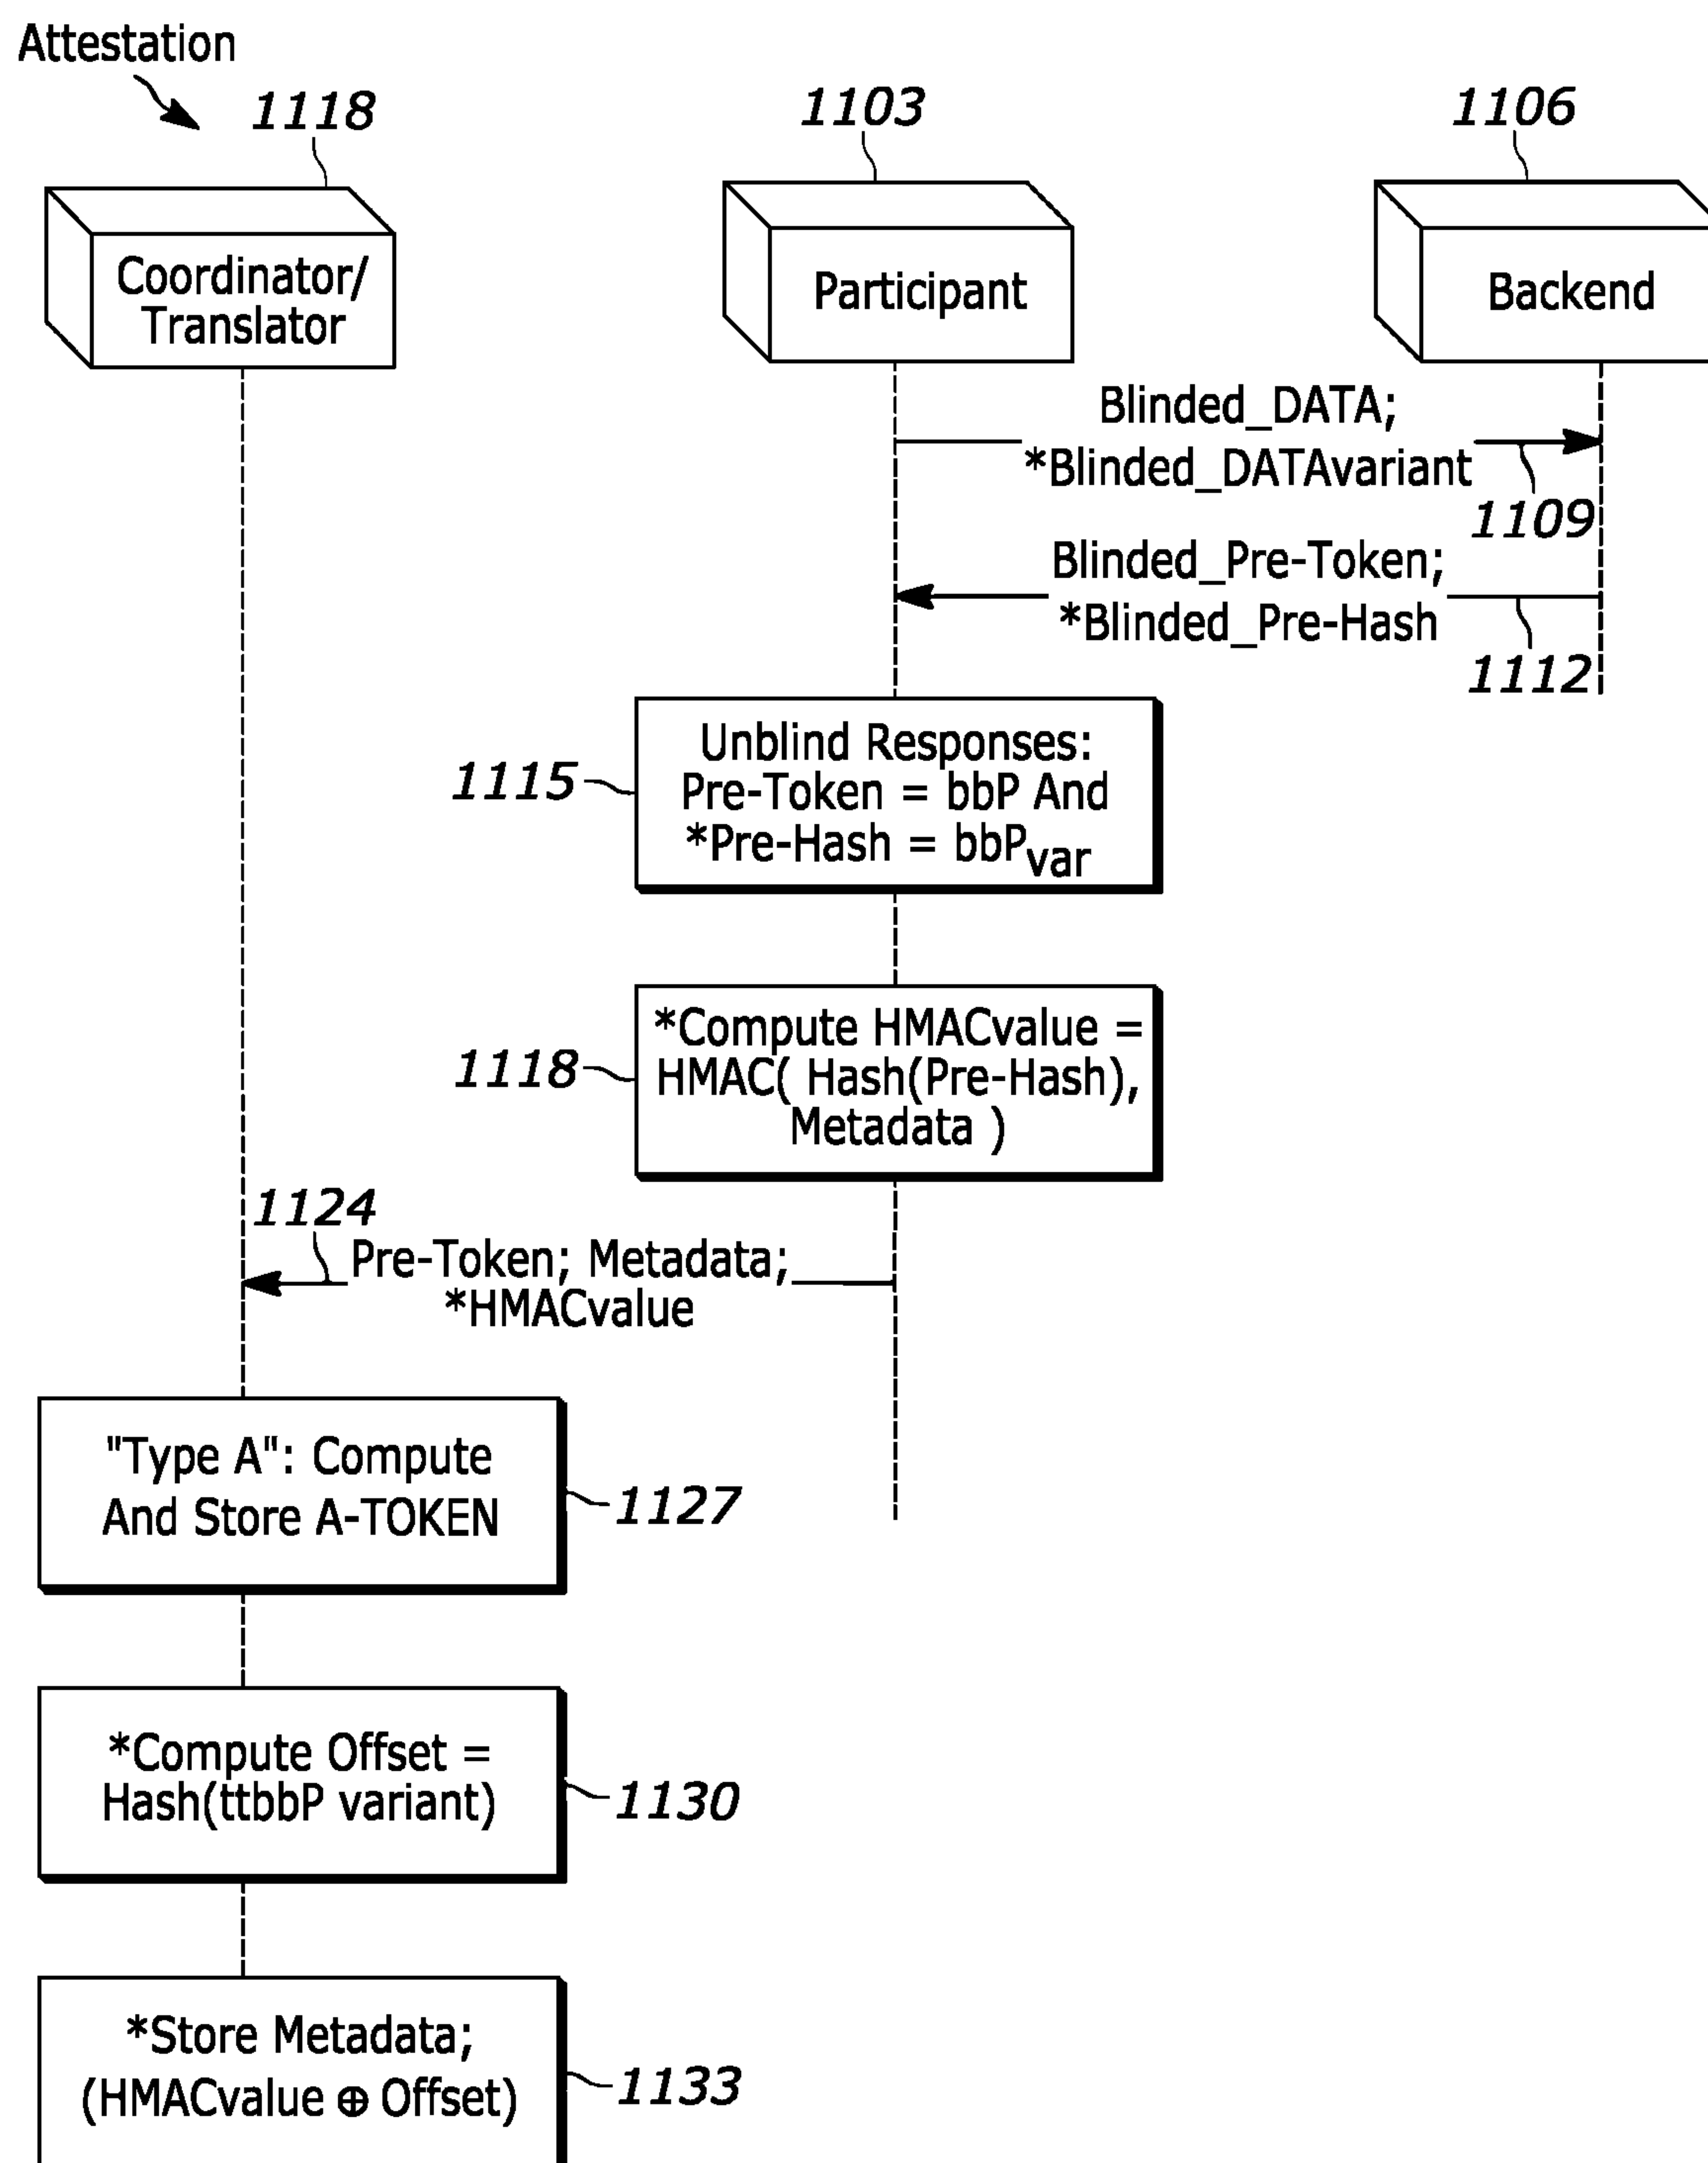 Attestation
1118
1103
1106
Coordinator/
Translator
Participant
Backend
Blinded_DATA;
*Blinded_DATAvariant
1109
Blinded_Pre-Token;
*Blinded_Pre-Hash
1112
Unblind Responses:
Pre-Token = bbP And
*Pre-Hash = bbPvar
1115
*Compute HMACvalue =
HMAC( Hash(Pre-Hash),
Metadata )
1118
1124
Pre-Token; Metadata;
*HMACvalue
"Type A": Compute
And Store A-TOKEN
1127
*Compute Offset =
Hash(ttbbP variant)
1130
*Store Metadata;
(HMACvalue ⊕ Offset)
1133